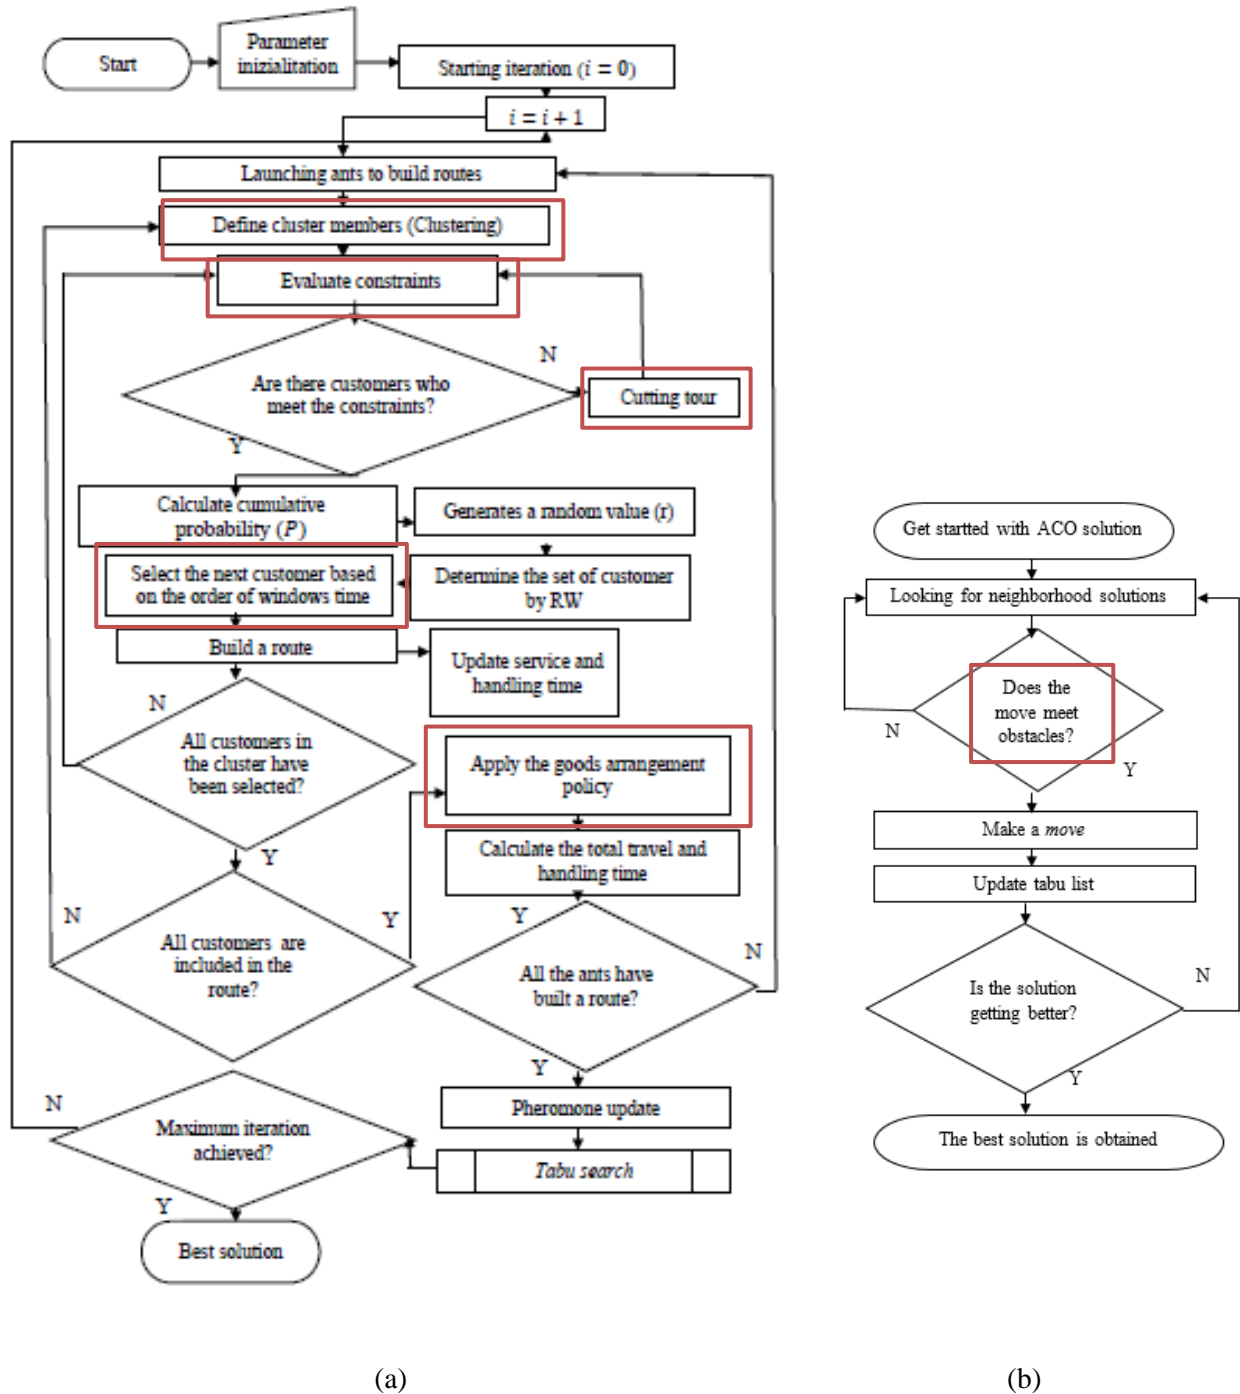 Start
Parameter
inizialitation
Starting iteration (i = 0)
i = i + 1
Launching ants to build routes
Define cluster members (Clustering)
Evaluate constraints
Are there customers who
meet the constraints?
N
Cutting tour
Y
Calculate cumulative
probability (P)
Generates a random value (r)
Select the next customer based
on the order of windows time
Determine the set of customer
by RW
Build a route
Update service and
handling time
N
All customers in
the cluster have
been selected?
Y
Apply the goods arrangement
policy
Calculate the total travel and
handling time
N
All customers are
included in the
route?
Y
Y
All the ants have
built a route?
N
Y
Pheromone update
Tabu search
N
Maximum iteration
achieved?
Y
Best solution
(a)
Get startted with ACO solution
Looking for neighborhood solutions
Does the
move meet
obstacles?
N
Y
Make a move
Update tabu list
Is the solution
getting better?
N
Y
The best solution is obtained
(b)